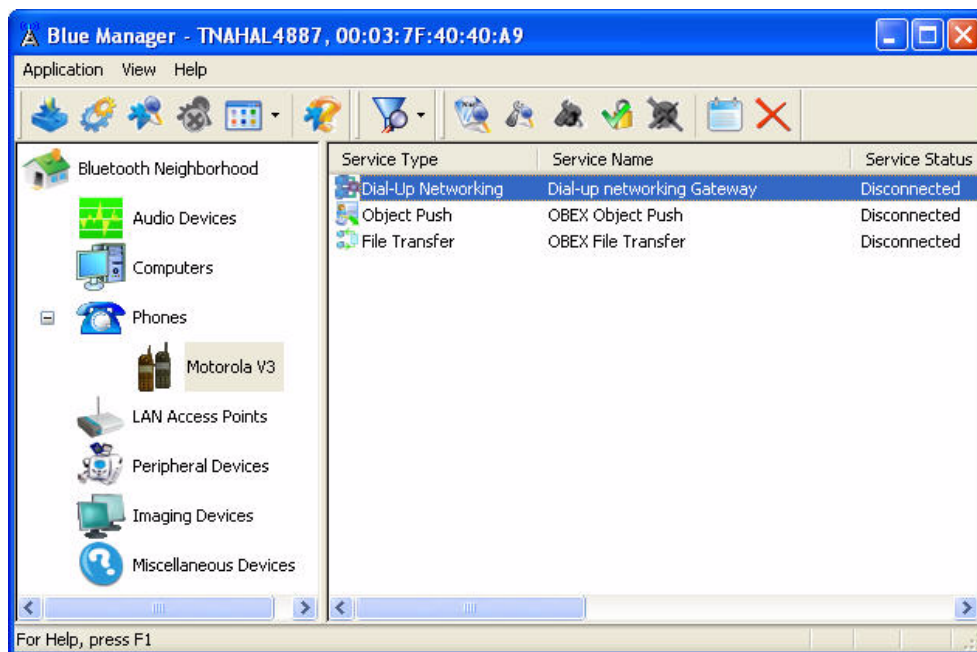 Blue Manager - TNAHAL4887, 00:03:7F:40:40:A9
Application View Help
Bluetooth Neighborhood
Audio Devices
Computers
Phones
Motorola V3
LAN Access Points
Peripheral Devices
Imaging Devices
Miscellaneous Devices
Service Type Service Name Service Status
Dial-Up Networking Dial-up networking Gateway Disconnected
Object Push OBEX Object Push Disconnected
File Transfer OBEX File Transfer Disconnected
For Help, press F1